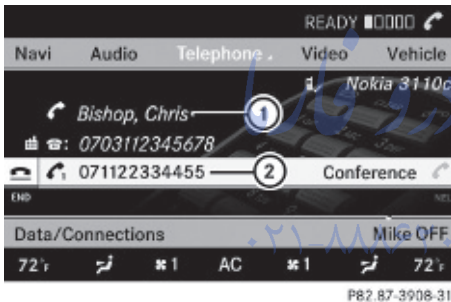 READY
Navi Audio Telephone Video Vehicle
Nokia 3110c
Bishop, Chris 1
: 0703112345678
071122334455 2 Conference
END
Data/Connections Mike OFF
72°F 1 AC 1 72°F
P82.87-3908-31